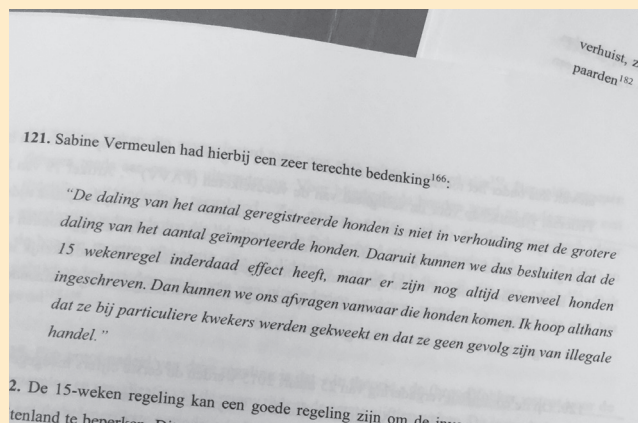 verhuist, z
paarden182
121. Sabine Vermeulen had hierbij een zeer terechte bedenking166:
“De daling van het aantal geregistreerde honden is niet in verhouding met de grotere
daling van het aantal geïmporteerde honden. Daaruit kunnen we dus besluiten dat de
15 wekenregel inderdaad effect heeft, maar er zijn nog altijd evenveel honden
ingeschreven. Dan kunnen we ons afvragen vanwaar die honden komen. Ik hoop althans
dat ze bij particuliere kwekers werden gekweekt en dat ze geen gevolg zijn van illegale
handel.”
2. De 15-weken regeling kan een goede regeling zijn om de
tenland te beperken.